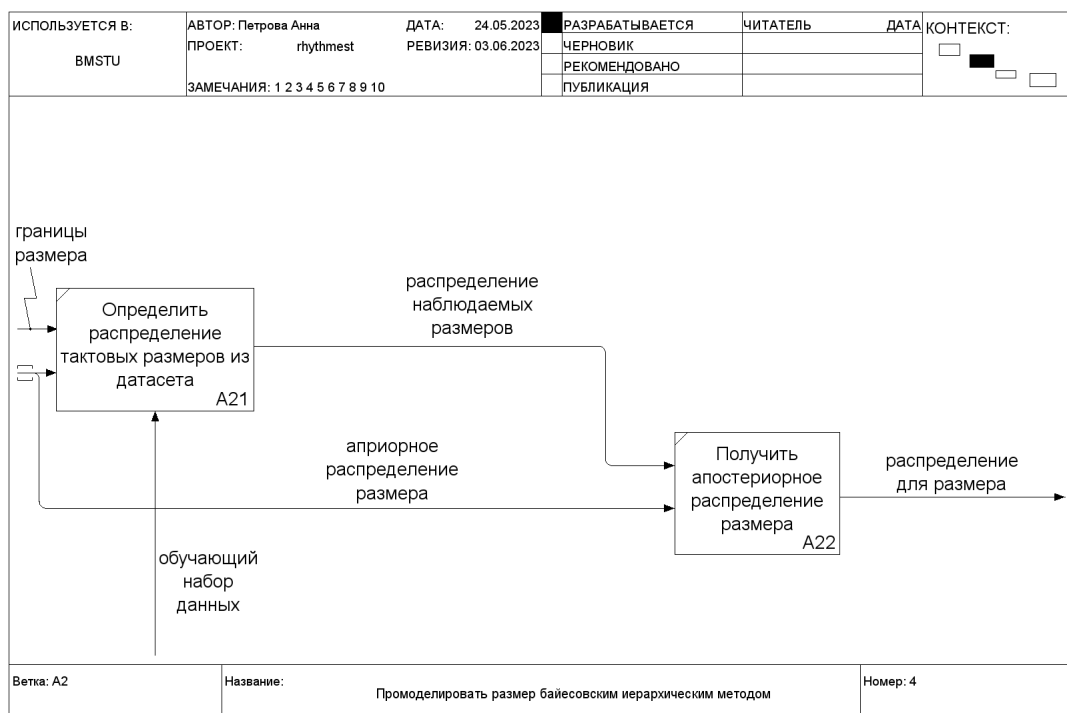 ИСПОЛЬЗУЕТСЯ В:
BMSTU
АВТОР: Петрова Анна
ДАТА: 24.05.2023
ПРОЕКТ: rhythmest
РЕВИЗИЯ: 03.06.2023
ЗАМЕЧАНИЯ: 1 2 3 4 5 6 7 8 9 10
РАЗРАБАТЫВАЕТСЯ
ЧЕРНОВИК
РЕКОМЕНДОВАНО
ПУБЛИКАЦИЯ
ЧИТАТЕЛЬ
ДАТА
КОНТЕКСТ:
границы
размера
Определить
распределение
тактовых размеров из
датасета
A21
распределение
наблюдаемых
размеров
априорное
распределение
размера
Получить
апостериорное
распределение
размера
A22
распределение
для размера
обучающий
набор
данных
Ветка: A2
Название:
Промоделировать размер байесовским иерархическим методом
Номер: 4